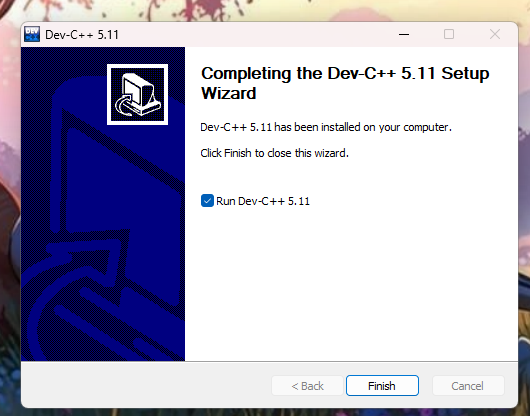 Dev-C++ 5.11
Completing the Dev-C++ 5.11 Setup
Wizard
Dev-C++ 5.11 has been installed on your computer.
Click Finish to close this wizard.
Run Dev-C++ 5.11
< Back
Finish
Cancel